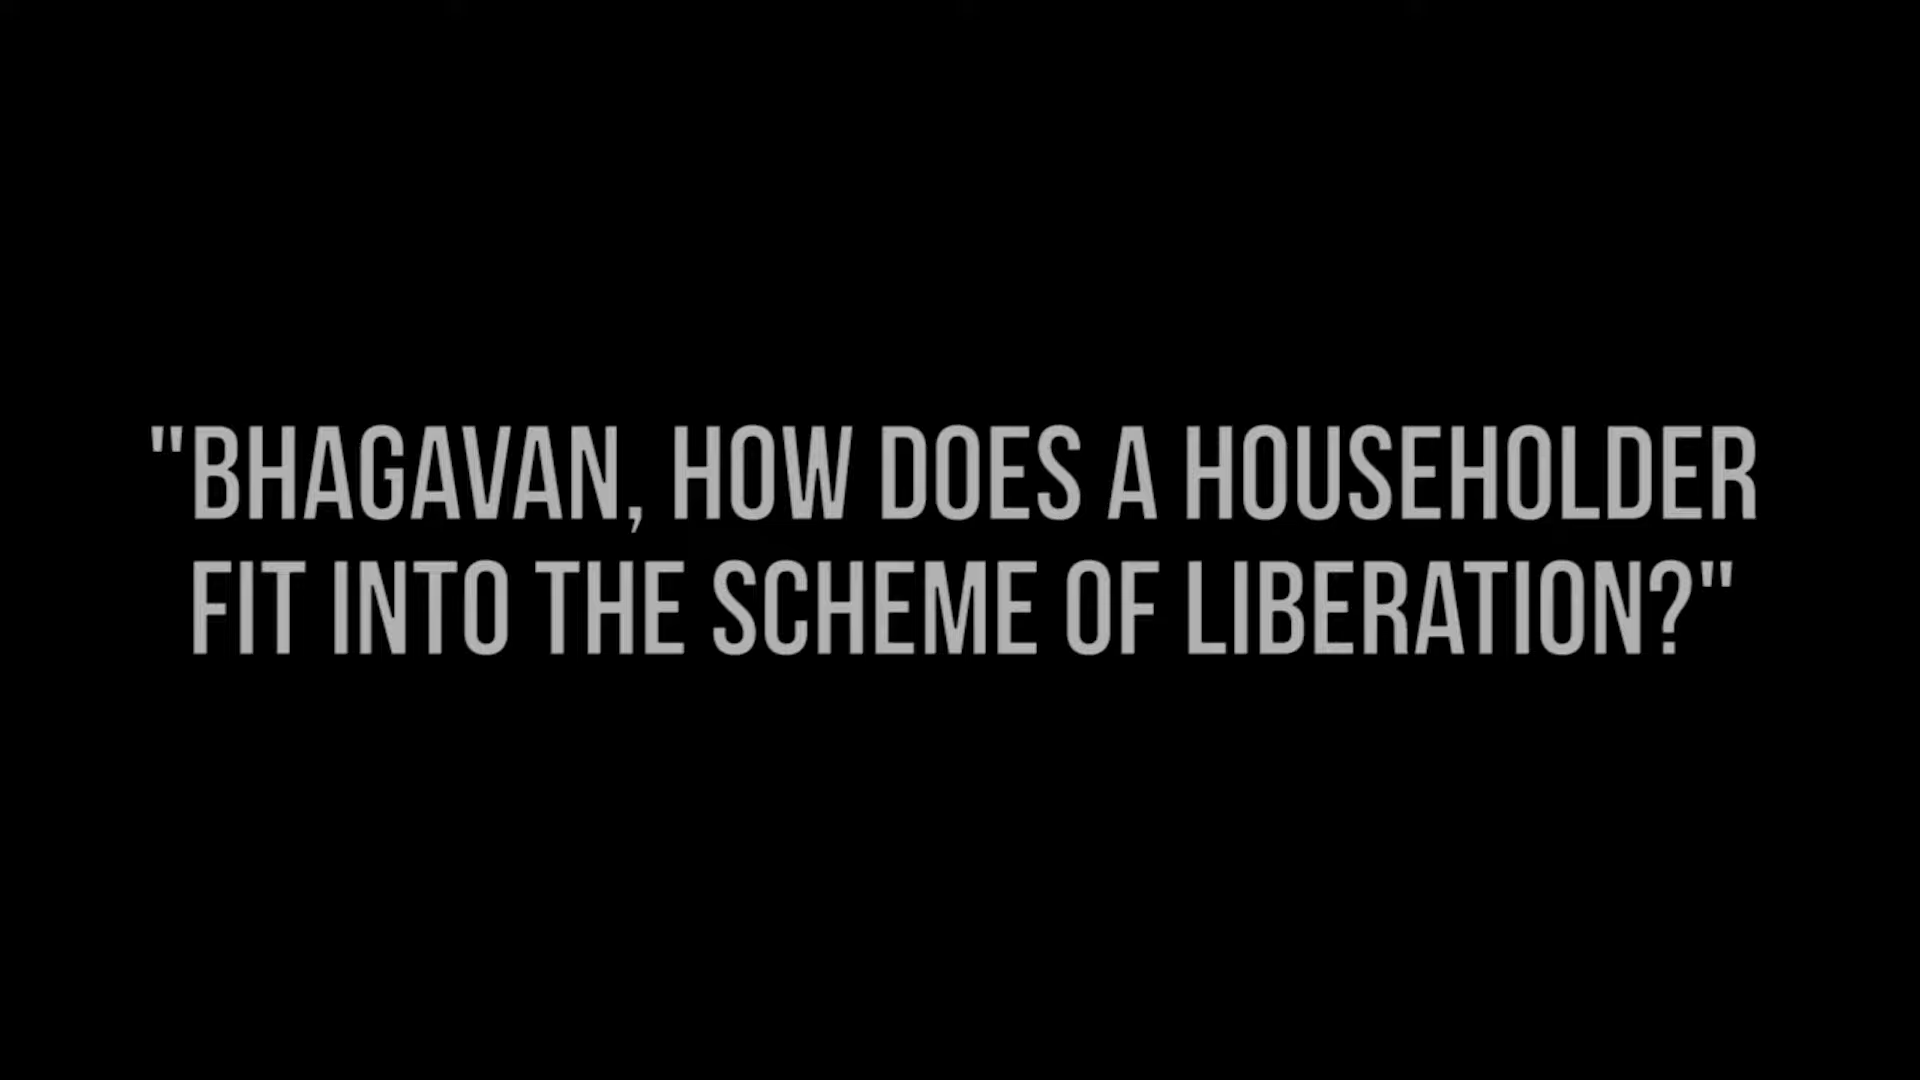 "BHAGAVAN, HOW DOES A HOUSEHOLDER
FIT INTO THE SCHEME OF LIBERATION?"